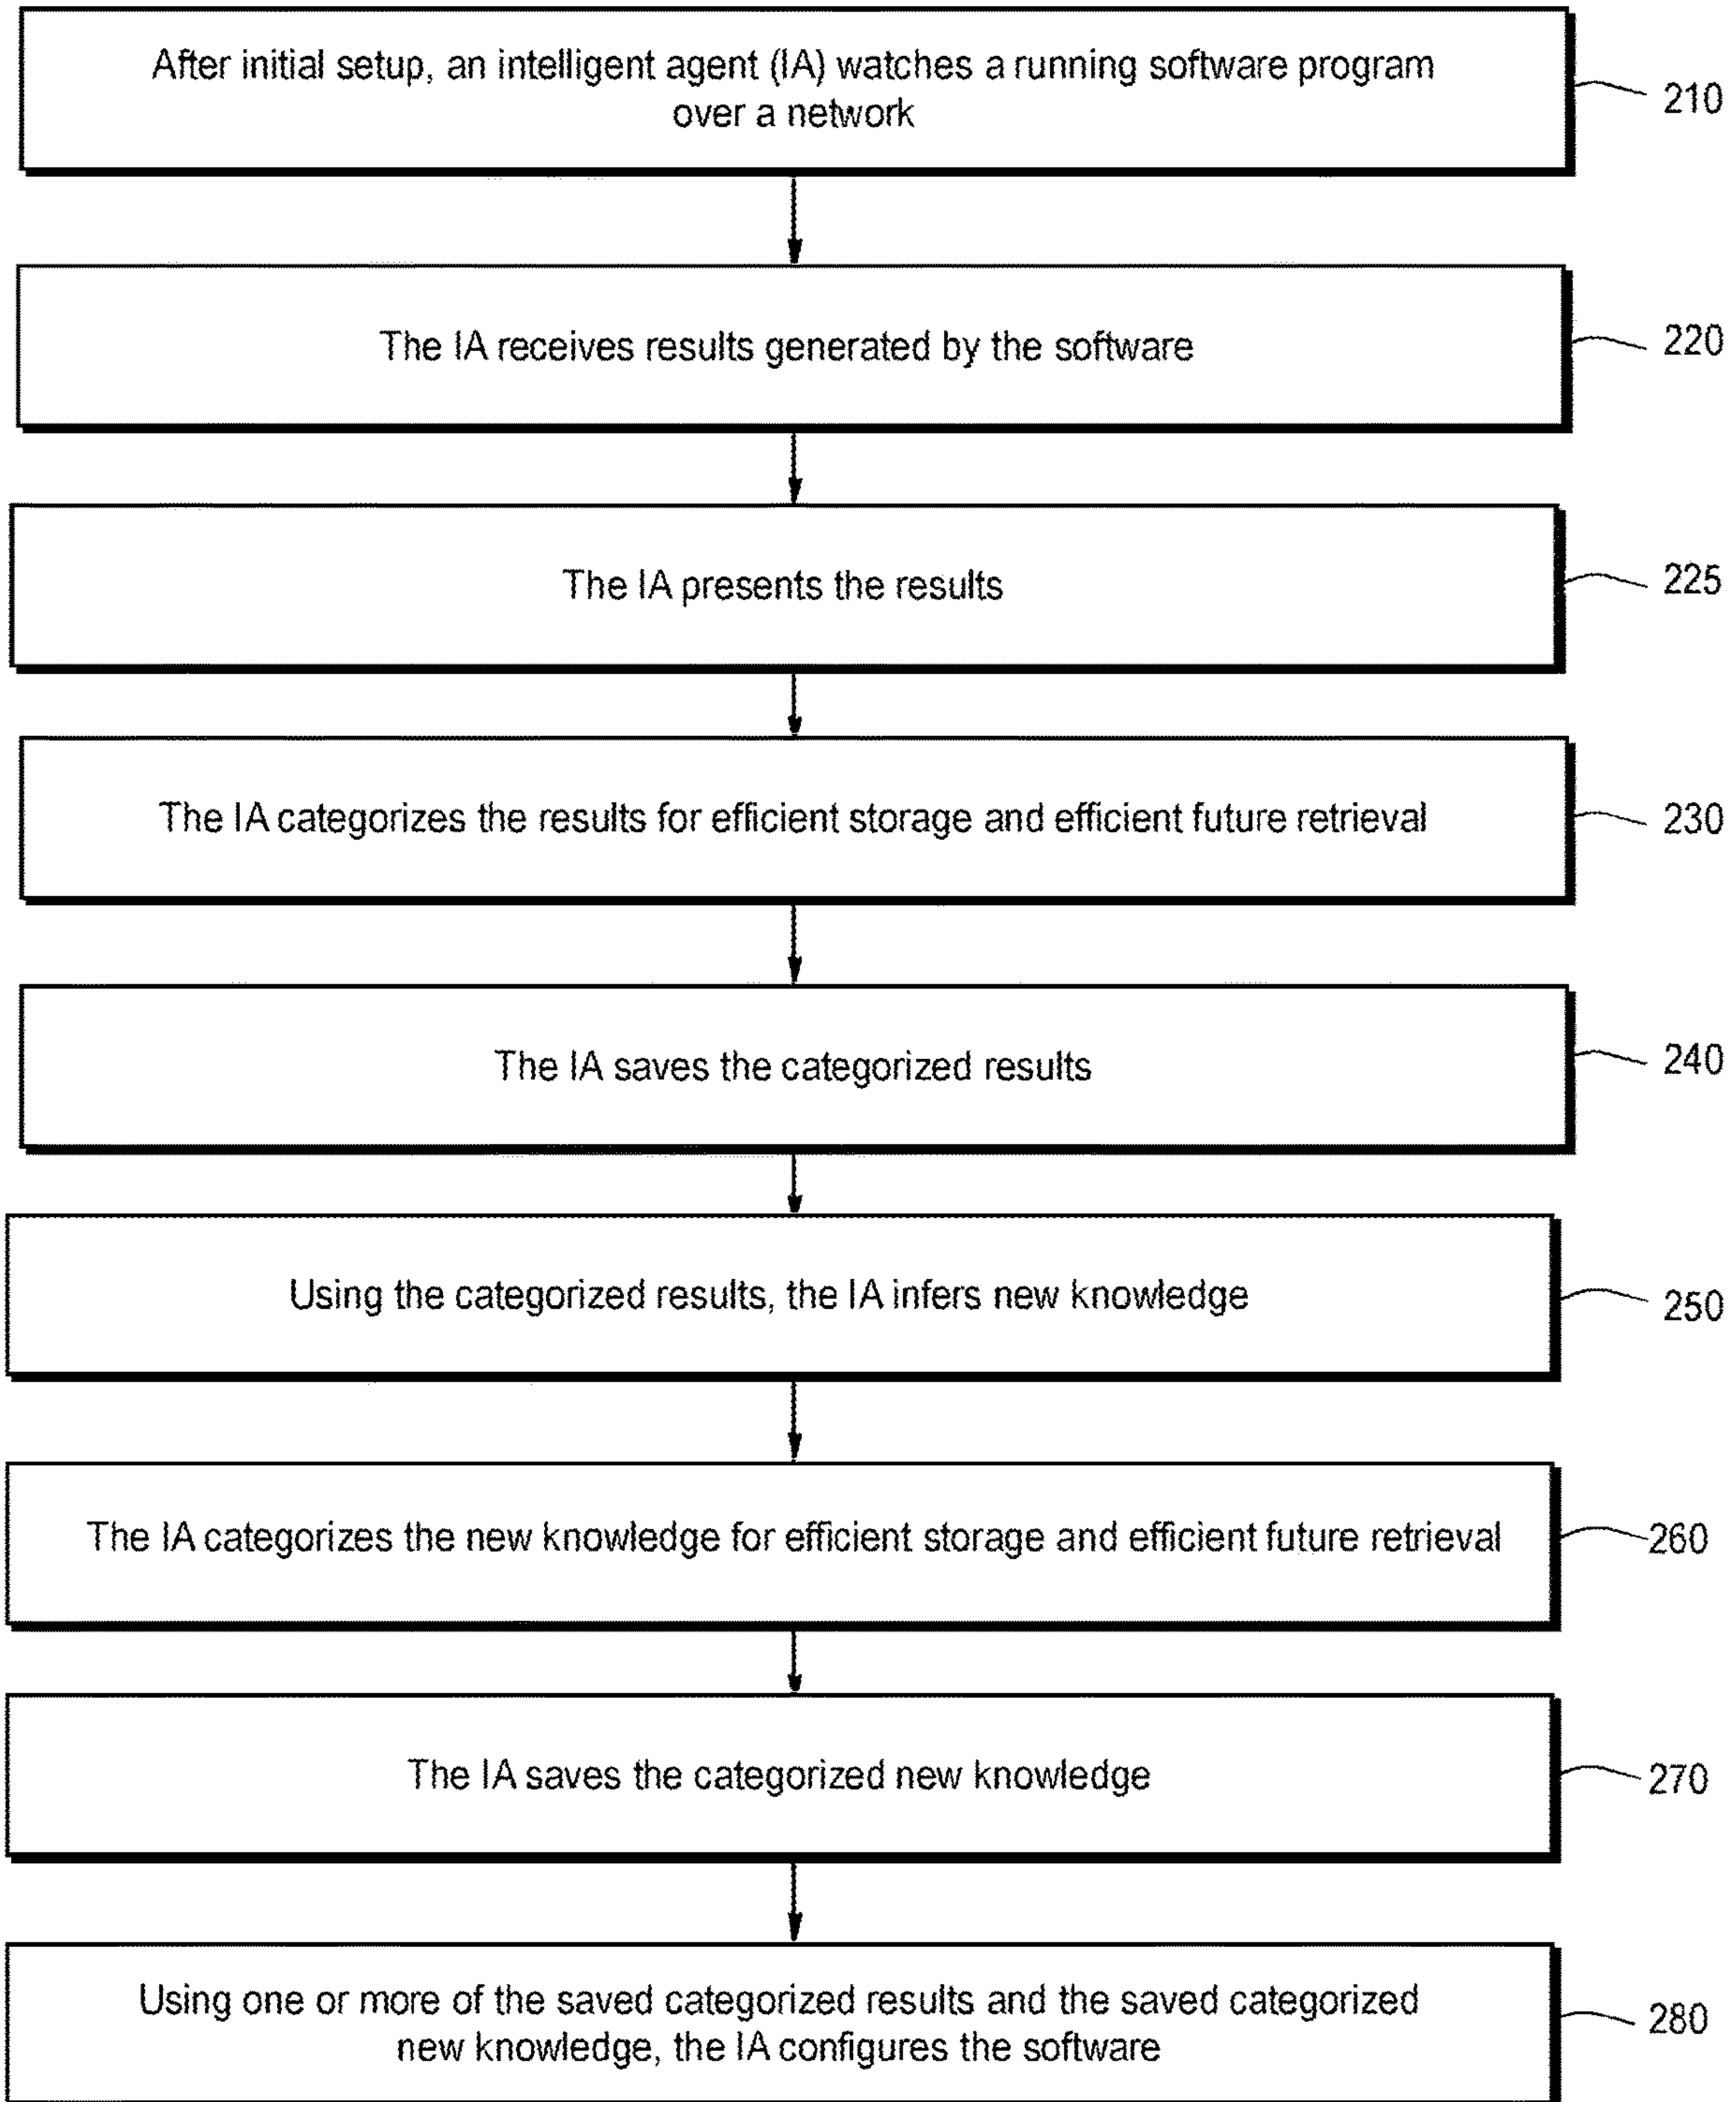 After initial setup, an intelligent agent (IA) watches a running software program
over a network
210
The IA receives results generated by the software
220
The IA presents the results
225
The IA categorizes the results for efficient storage and efficient future retrieval
230
The IA saves the categorized results
240
Using the categorized results, the IA infers new knowledge
250
The IA categorizes the new knowledge for efficient storage and efficient future retrieval
260
The IA saves the categorized new knowledge
270
Using one or more of the saved categorized results and the saved categorized
new knowledge, the IA configures the software
280